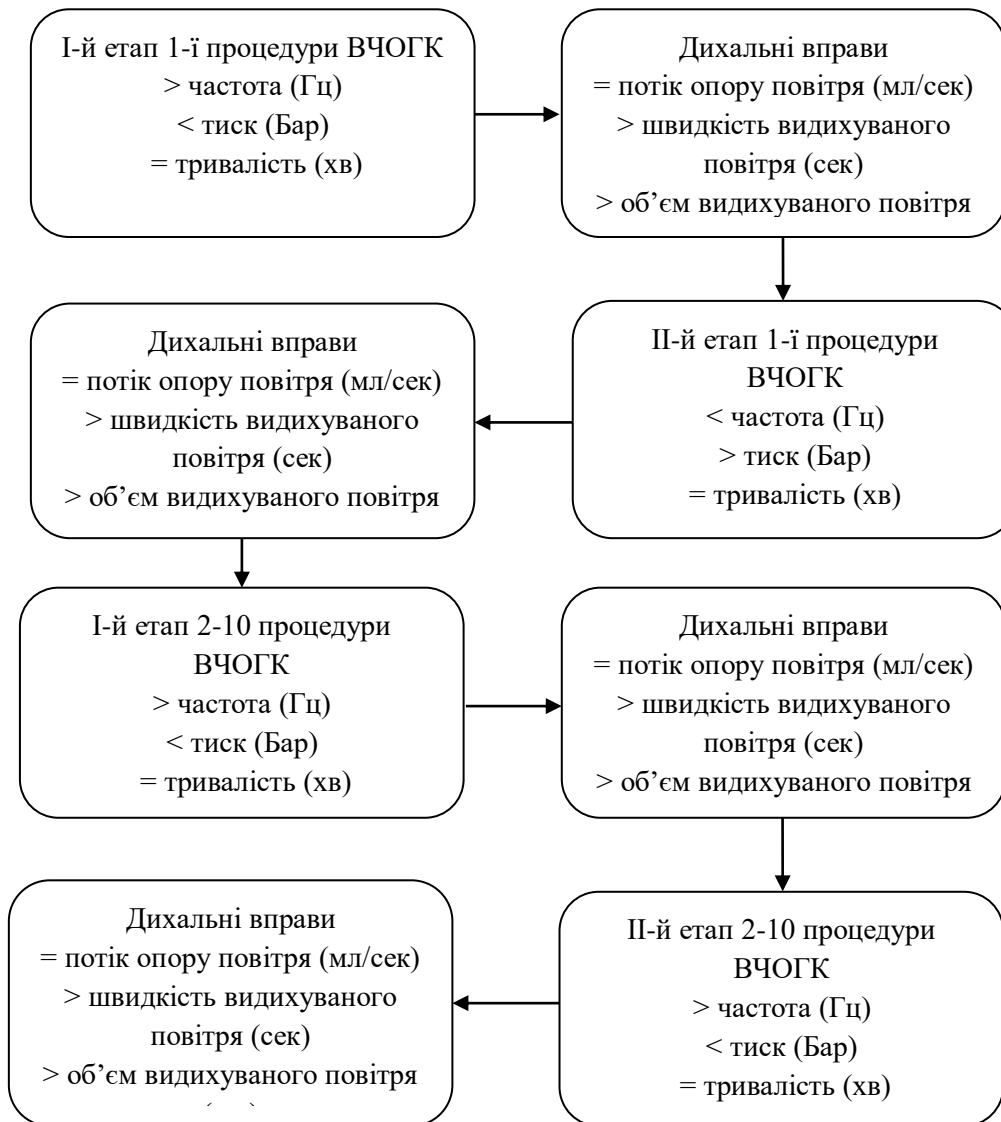 І-й етап 1-ї процедури ВЧОГК
> частота (Гц)
< тиск (Бар)
= тривалість (хв)
Дихальні вправи
= потік опору повітря (мл/сек)
> швидкість видихуваного
повітря (сек)
> об’єм видихуваного повітря
ІІ-й етап 1-ї процедури
ВЧОГК
< частота (Гц)
> тиск (Бар)
= тривалість (хв)
Дихальні вправи
= потік опору повітря (мл/сек)
> швидкість видихуваного
повітря (сек)
> об’єм видихуваного повітря
І-й етап 2-10 процедури
ВЧОГК
> частота (Гц)
< тиск (Бар)
= тривалість (хв)
Дихальні вправи
= потік опору повітря (мл/сек)
> швидкість видихуваного
повітря (сек)
> об’єм видихуваного повітря
ІІ-й етап 2-10 процедури
ВЧОГК
> частота (Гц)
< тиск (Бар)
= тривалість (хв)
Дихальні вправи
= потік опору повітря (мл/сек)
> швидкість видихуваного
повітря (сек)
> об’єм видихуваного повітря